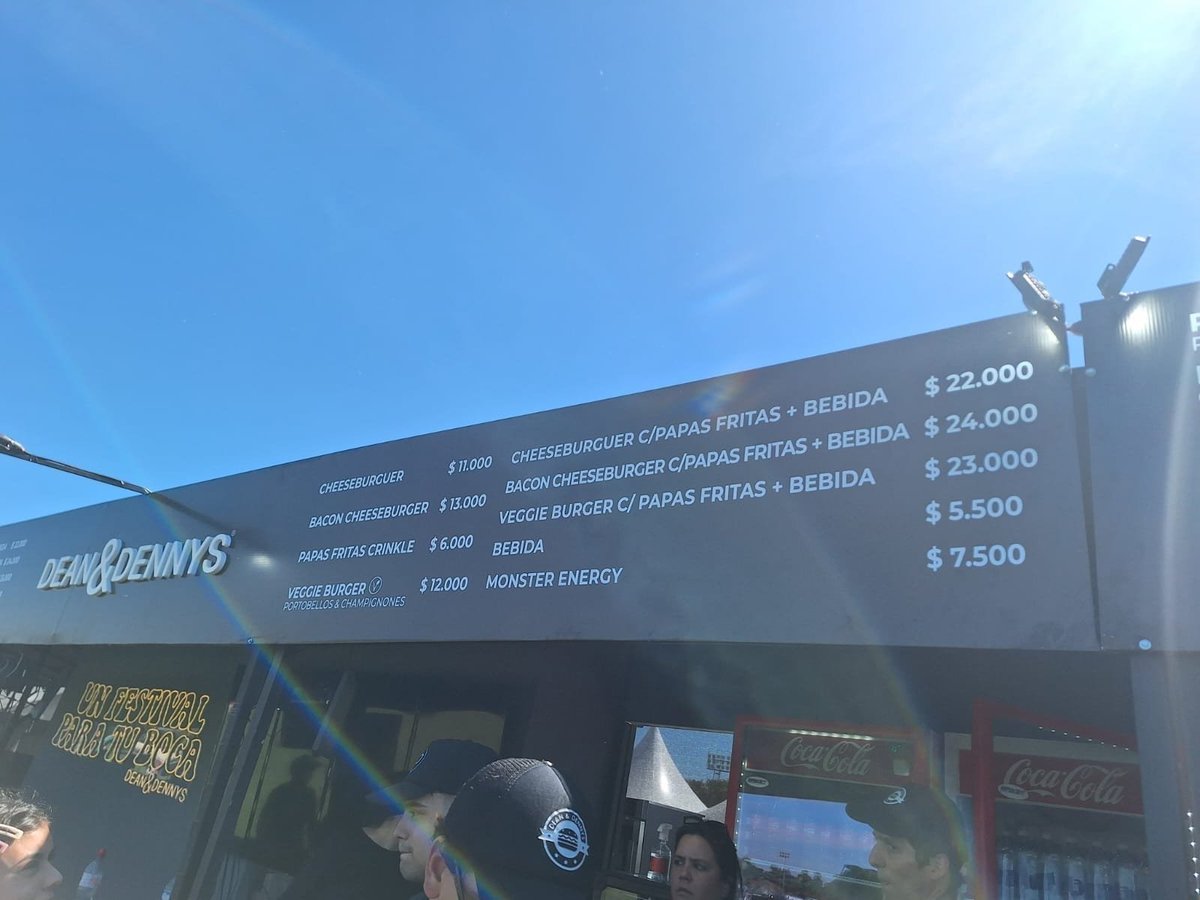 DEAN&DENNYS
CHEESEBURGUER $ 11.000
BACON CHEESEBURGER $ 13.000
PAPAS FRITAS CRINKLE $ 6.000
VEGGIE BURGER $ 12.000
PORTOBELLOS & CHAMPIGNONES
CHEESEBURGUER C/PAPAS FRITAS + BEBIDA $ 22.000
BACON CHEESEBURGER C/PAPAS FRITAS + BEBIDA $ 24.000
VEGGIE BURGER C/ PAPAS FRITAS + BEBIDA $ 23.000
BEBIDA $ 5.500
MONSTER ENERGY $ 7.500
UN FESTIVAL
PARA TU BOCA
DEAN&DENNYS
DEAN & DENNYS
Coca-Cola
Coca-Cola